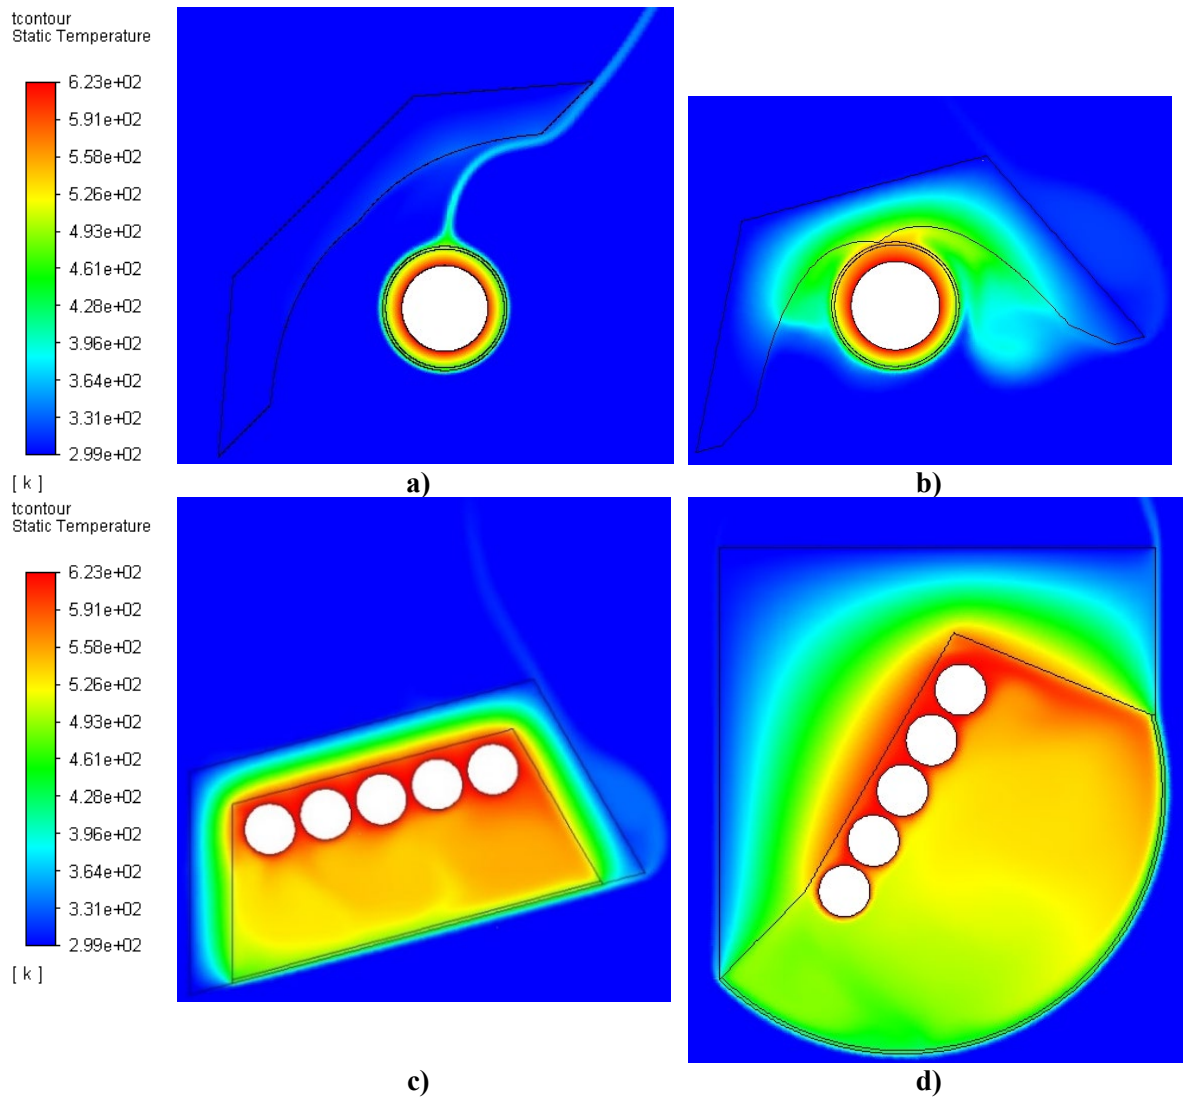 tcontour
Static Temperature
6.23e+02
5.91e+02
5.58e+02
5.26e+02
4.93e+02
4.61e+02
4.28e+02
3.96e+02
3.64e+02
3.31e+02
2.99e+02
[ k ]
a)
b)
tcontour
Static Temperature
6.23e+02
5.91e+02
5.58e+02
5.26e+02
4.93e+02
4.61e+02
4.28e+02
3.96e+02
3.64e+02
3.31e+02
2.99e+02
[ k ]
c)
d)